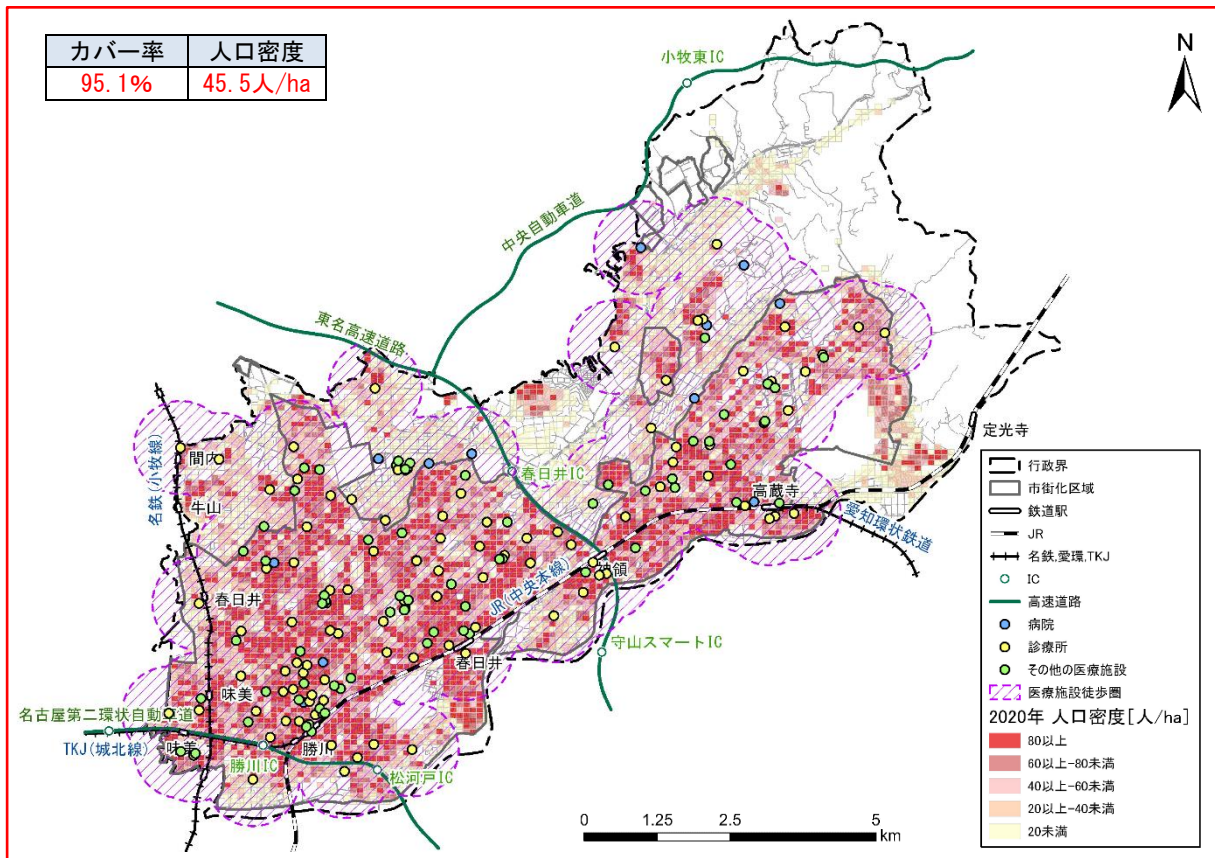 カバー率 人口密度
95.1% 45.5人/ha
小牧東IC
N
中央自動車道
東名高速道路
名鉄(小牧線)
間内
牛山
春日井IC
定光寺
高蔵寺
愛知環状鉄道
神領
JR(中央本線)
春日井
守山スマートIC
春日井
味美
名古屋第二環状自動車道
TKJ(城北線)
味美
勝川
勝川IC
松河戸IC
行政界
市街化区域
鉄道駅
JR
名鉄,愛環,TKJ
IC
高速道路
病院
診療所
その他の医療施設
医療施設徒歩圏
2020年 人口密度[人/ha]
80以上
60以上-80未満
40以上-60未満
20以上-40未満
20未満
0 1.25 2.5 5
km